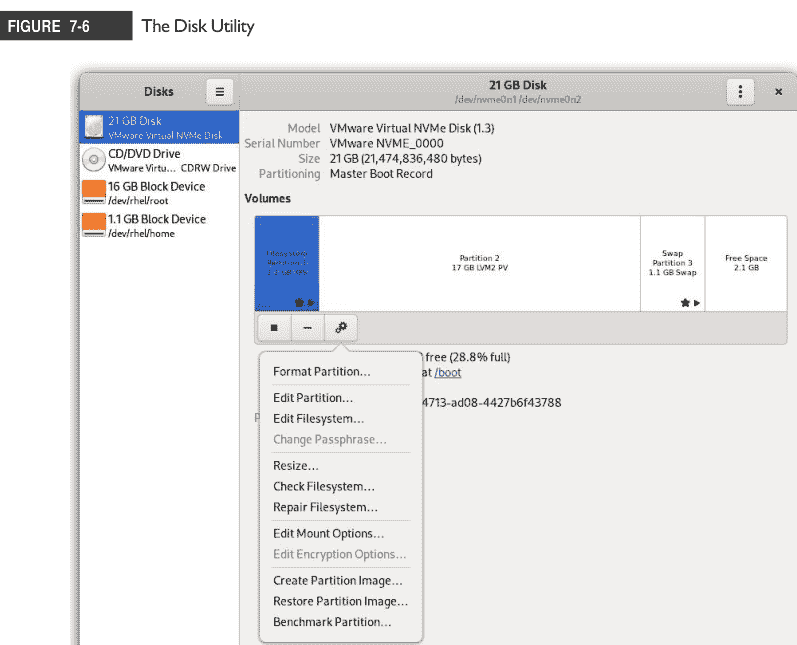 FIGURE 7-6 The Disk Utility
Disks
21 GB Disk
/dev/nvme0n1 /dev/nvme0n2
21 GB Disk
VMware Virtual NVMe Disk
CD/DVD Drive
VMware Virtu... CDRW Drive
16 GB Block Device
/dev/rhel/root
1.1 GB Block Device
/dev/rhel/home
Model VMware Virtual NVMe Disk (1.3)
Serial Number VMware NVME_0000
Size 21 GB (21,474,836,480 bytes)
Partitioning Master Boot Record
Volumes
Filesystem
Partition 1
Partition 2
17 GB LVM2 PV
Swap
Partition 3
1.1 GB Swap
Free Space
2.1 GB
free (28.8% full)
at /boot
4713-ad08-4427b6f43788
Format Partition...
Edit Partition...
Edit Filesystem...
Change Passphrase...
Resize...
Check Filesystem...
Repair Filesystem...
Edit Mount Options...
Edit Encryption Options...
Create Partition Image...
Restore Partition Image...
Benchmark Partition...